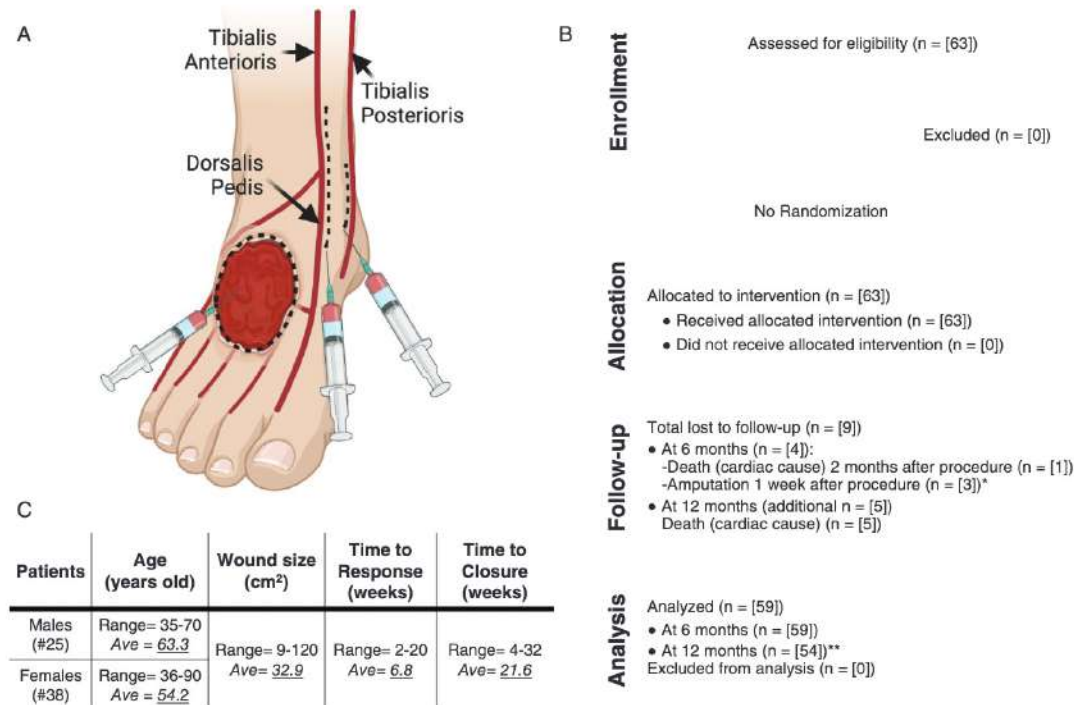 A
Tibialis
Anterioris
Tibialis
Posterioris
Dorsalis
Pedis
B
Enrollment
Assessed for eligibility (n = [63])
Excluded (n = [0])
No Randomization
Allocation
Allocated to intervention (n = [63])
• Received allocated intervention (n = [63])
• Did not receive allocated intervention (n = [0])
Follow-up
Total lost to follow-up (n = [9])
• At 6 months (n = [4]):
-Death (cardiac cause) 2 months after procedure (n = [1])
-Amputation 1 week after procedure (n = [3])*
• At 12 months (additional n = [5])
Death (cardiac cause) (n = [5])
Analysis
Analyzed (n = [59])
• At 6 months (n = [59])
• At 12 months (n = [54])**
Excluded from analysis (n = [0])
C
Patients
Age
(years old)
Wound size
(cm²)
Time to
Response
(weeks)
Time to
Closure
(weeks)
Males
(#25)
Range= 35-70
Ave = 63.3
Females
(#38)
Range= 36-90
Ave = 54.2
Range= 9-120
Ave= 32.9
Range= 2-20
Ave= 6.8
Range= 4-32
Ave= 21.6